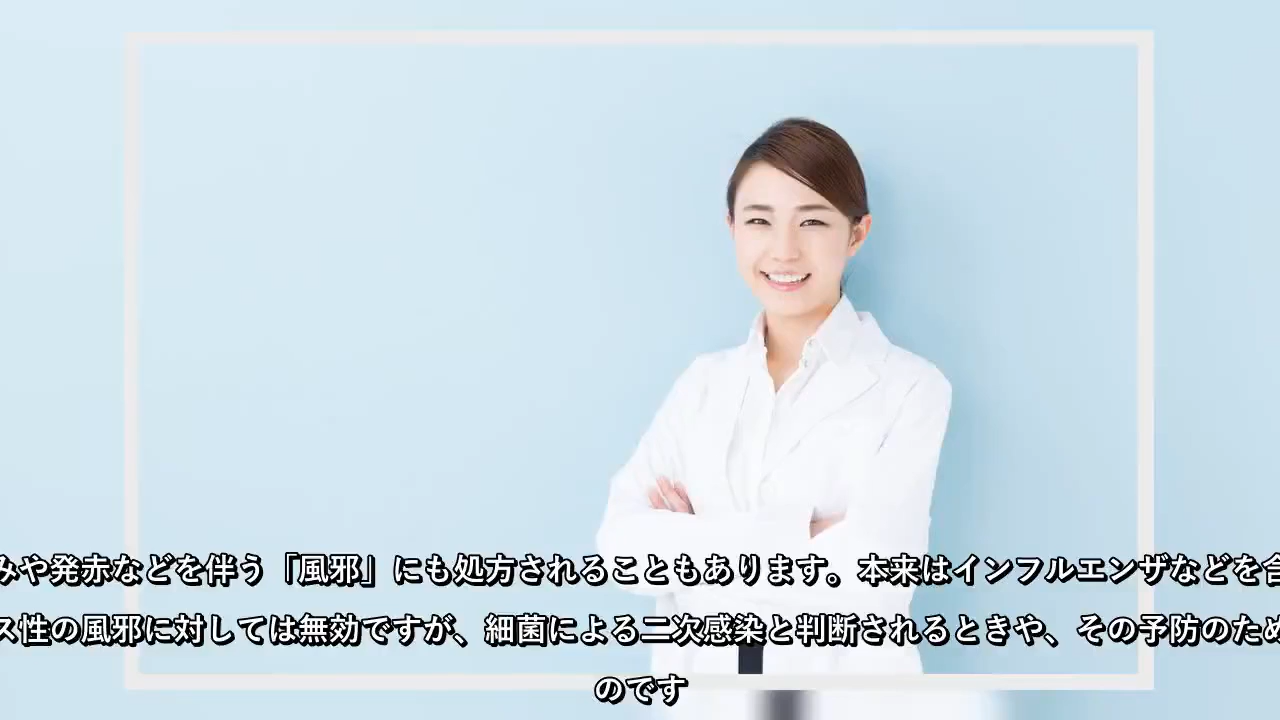 みや発赤などを伴う「風邪」にも処方されることもあります。本来はインフルエンザなどを含
ス性の風邪に対しては無効ですが、細菌による二次感染と判断されるときや、その予防のため
のです